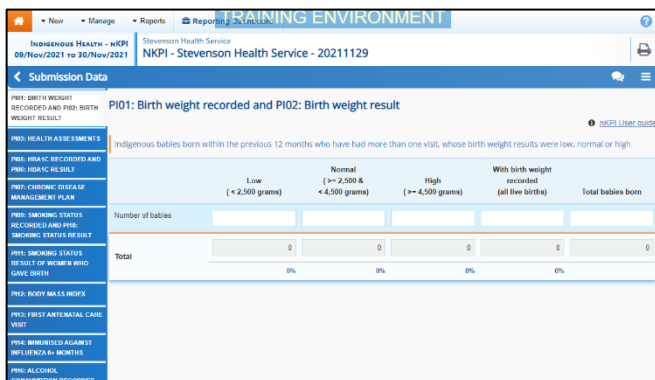 TRAINING ENVIRONMENT
New Manage Reports Reporting Dashboard
INDIGENOUS HEALTH - NKPI
09/NOV/2021 TO 30/NOV/2021
Stevenson Health Service
NKPI - Stevenson Health Service - 20211129
Submission Data
PI01: BIRTH WEIGHT
RECORDED AND PI02: BIRTH
WEIGHT RESULT
PI03: HEALTH ASSESSMENTS
PI05: HBA1C RECORDED AND
PI06: HBA1C RESULT
PI07: CHRONIC DISEASE
MANAGEMENT PLAN
PI09: SMOKING STATUS
RECORDED AND PI10:
SMOKING STATUS RESULT
PI11: SMOKING STATUS
RESULT OF WOMEN WHO
GAVE BIRTH
PI12: BODY MASS INDEX
PI13: FIRST ANTENATAL CARE
VISIT
PI14: IMMUNISED AGAINST
INFLUENZA 6+ MONTHS
PI16: ALCOHOL
CONSUMPTION RECORDED
PI01: Birth weight recorded and PI02: Birth weight result
nKPI User guide
Indigenous babies born within the previous 12 months who have had more than one visit, whose birth weight results were low, normal or high
Low
( < 2,500 grams)
Normal
( >= 2,500 &
< 4,500 grams)
High
( >= 4,500 grams)
With birth weight
recorded
(all live births)
Total babies born
Number of babies
Total 0 0 0 0 0
0% 0% 0% 0%